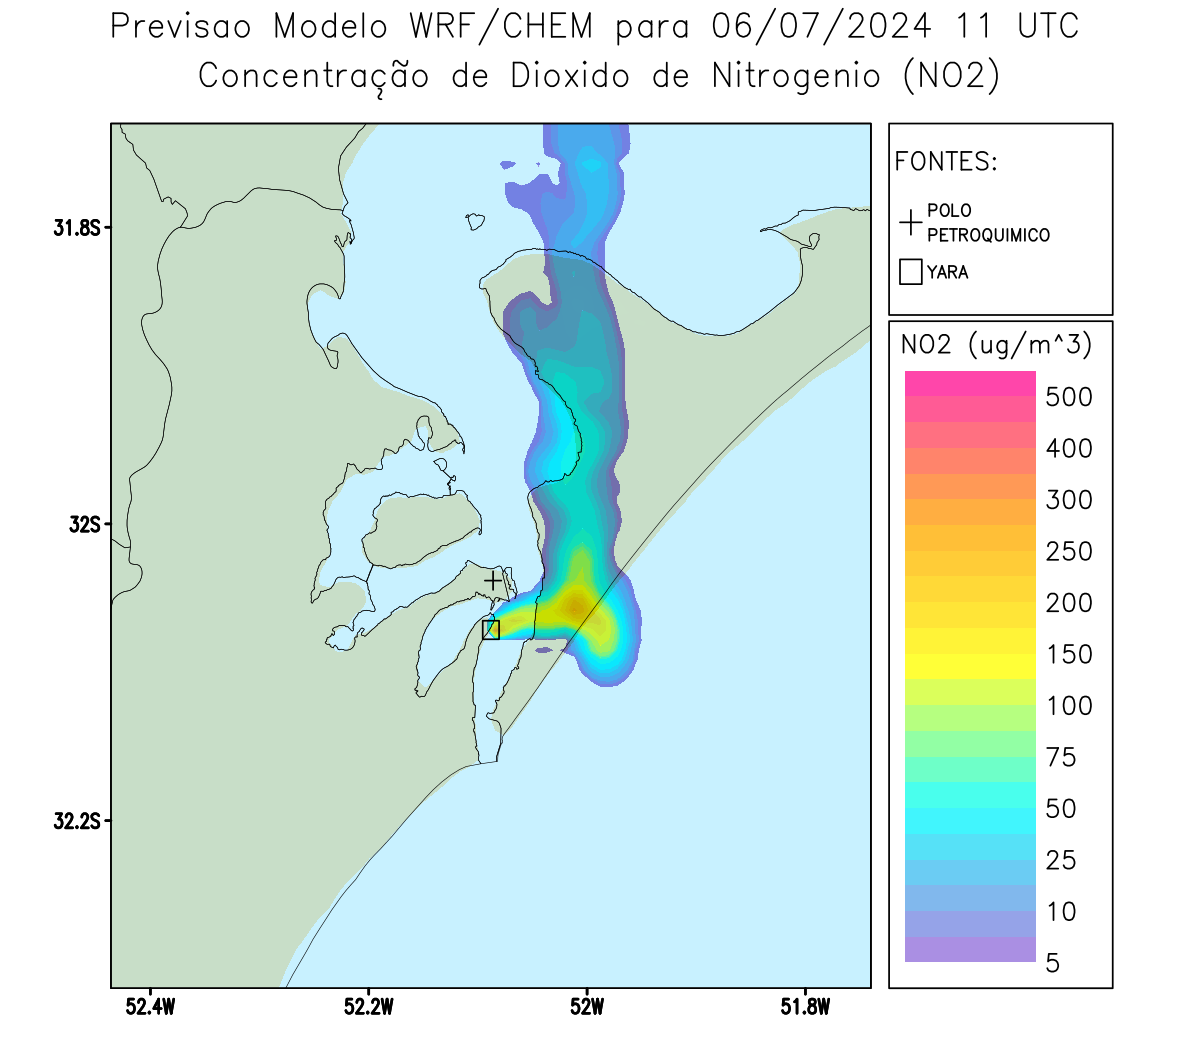 Previsao Modelo WRF/CHEM para 06/07/2024 11 UTC
Concentração de Dioxido de Nitrogenio (NO2)
FONTES:
POLO
PETROQUIMICO
YARA
31.8S
32S
32.2S
52.4W
52.2W
52W
51.8W
NO2 (ug/m^3)
500
400
300
250
200
150
100
75
50
25
10
5